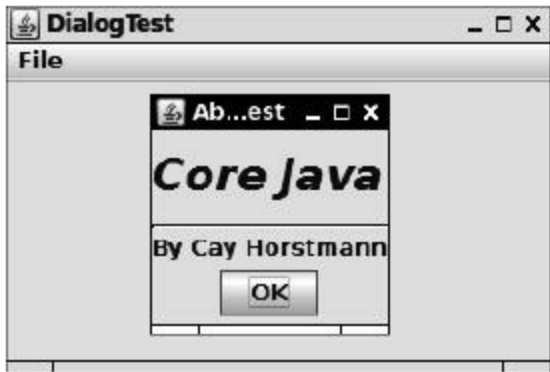 DialogTest
File
Ab...est
Core Java
By Cay Horstmann
OK